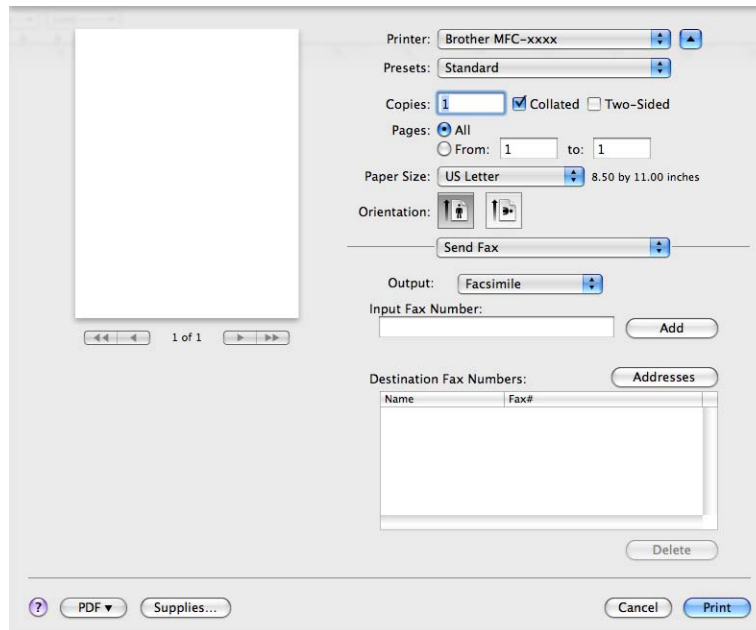 Printer: Brother MFC-xxxx
Presets: Standard
Copies: 1 Collated Two-Sided
Pages: All
From: 1 to: 1
Paper Size: US Letter 8.50 by 11.00 inches
Orientation:
Send Fax
Output: Facsimile
Input Fax Number:
Add
1 of 1
Destination Fax Numbers: Addresses
Name Fax#
Delete
? PDF Supplies... Cancel Print